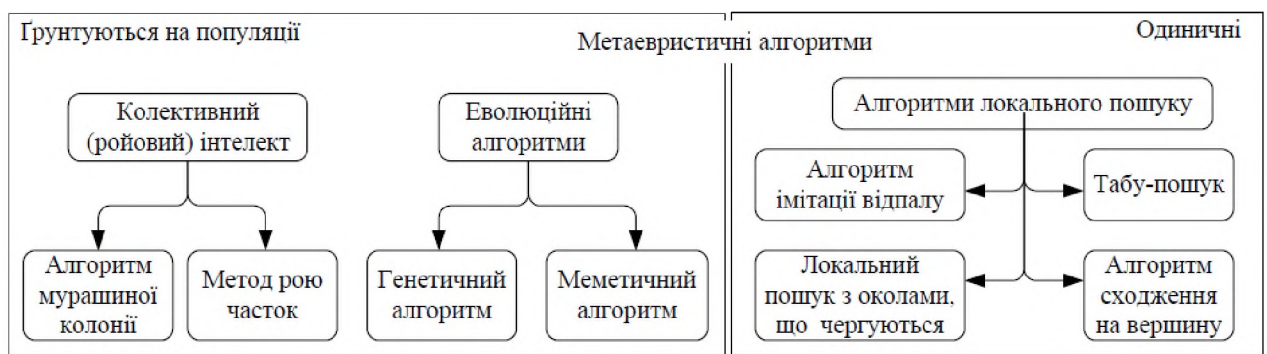 Ґрунтуються на популяції
Метаевристичні алгоритми
Одиничні
Колективний
(ройовий) інтелект
Еволюційні
алгоритми
Алгоритм
мурашиної
колонії
Метод рою
часток
Генетичний
алгоритм
Меметичний
алгоритм
Алгоритми локального пошуку
Алгоритм
імітації відпалу
Табу-пошук
Локальний
пошук з околами,
що чергуються
Алгоритм
сходження
на вершину